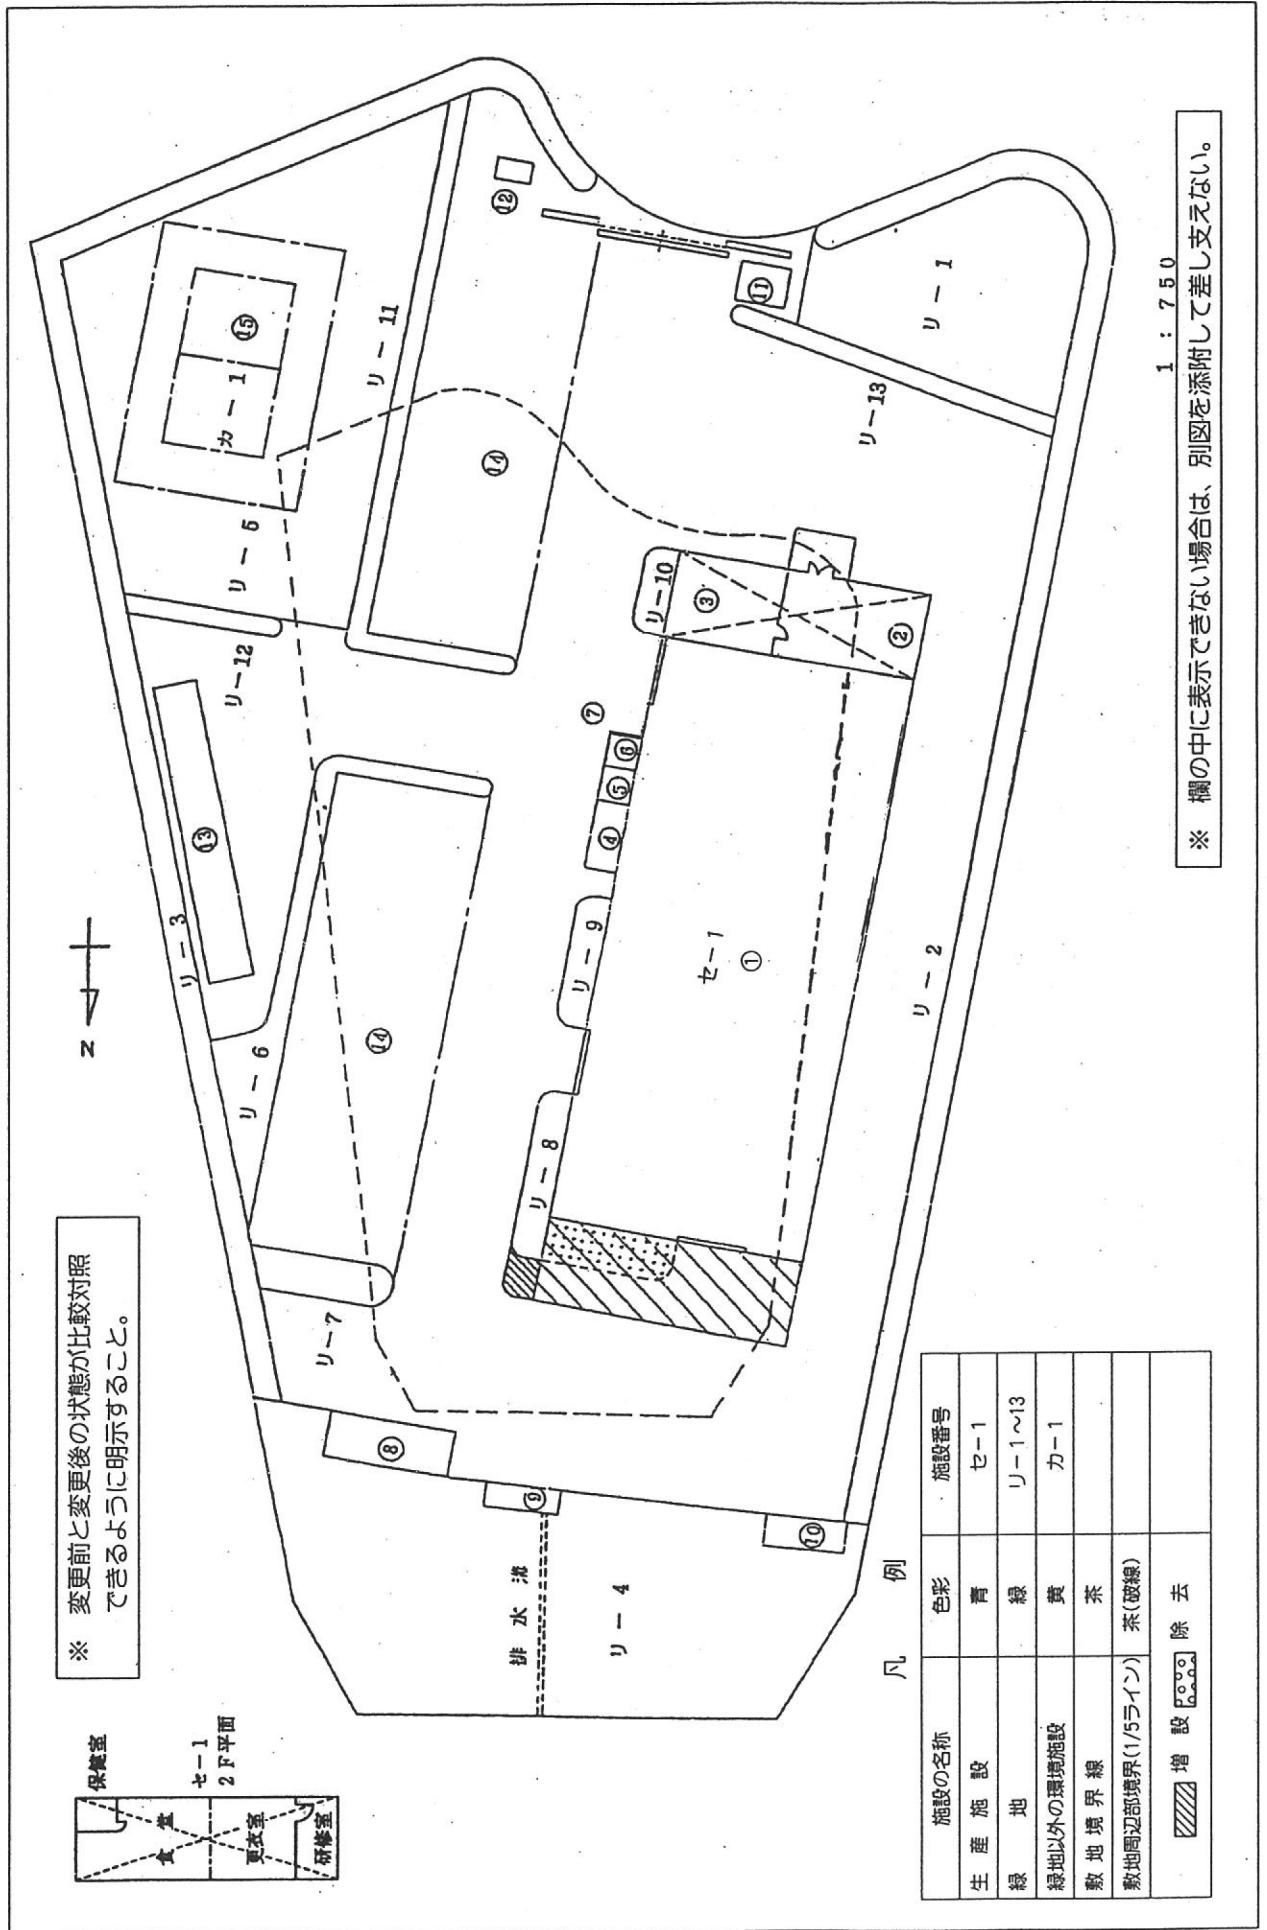 ※ 変更前と変更後の状態が比較対照
できるように明示すること。
保健室
セ－1
2F平面
食堂
更衣室
研修室
N
カ－1
⑮
リ－11
リ－5
リ－12
⑬
リ－3
リ－6
⑭
リ－7
⑭
⑫
⑪
リ－1
リ－13
リ－10
③
②
⑦
⑥
⑤
④
リ－9
セ－1
①
リ－8
リ－2
⑧
⑨
⑩
排水溝
リ－4
1：750
※ 欄の中に表示できない場合は、別図を添附して差し支えない。
凡例
施設の名称 色彩 施設番号
生産施設 青 セ－1
緑地 緑 リ－1～13
緑地以外の環境施設 黄 カ－1
敷地境界線 茶
敷地周辺部境界(1/5ライン) 茶(破線)
増設 除去